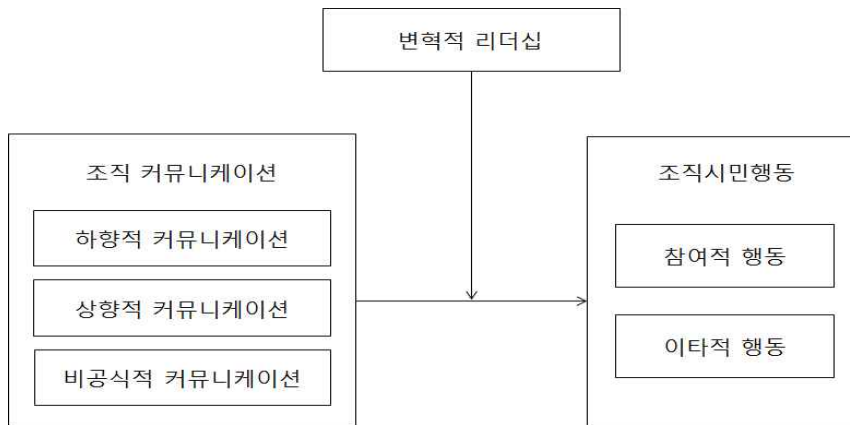 변혁적 리더십
조직 커뮤니케이션
하향적 커뮤니케이션
상향적 커뮤니케이션
비공식적 커뮤니케이션
조직시민행동
참여적 행동
이타적 행동